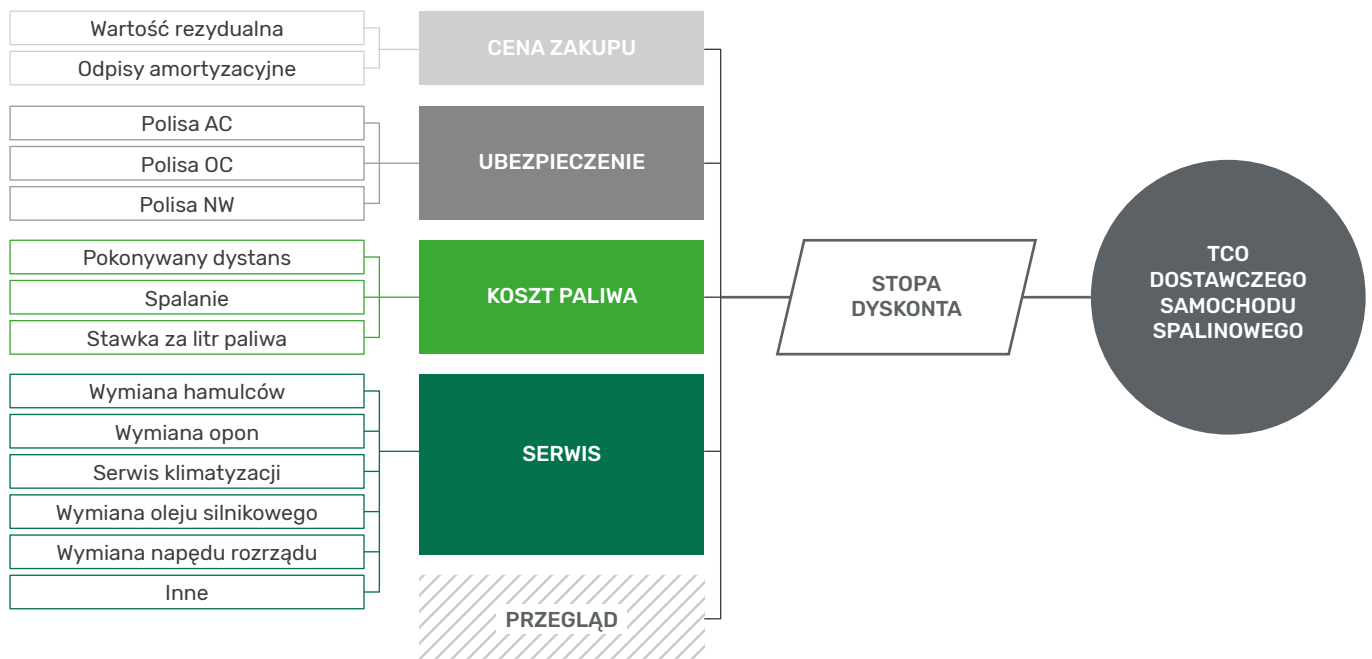 Wartość rezydualna
Odpisy amortyzacyjne
CENA ZAKUPU
Polisa AC
Polisa OC
Polisa NW
UBEZPIECZENIE
Pokonywany dystans
Spalanie
Stawka za litr paliwa
KOSZT PALIWA
Wymiana hamulców
Wymiana opon
Serwis klimatyzacji
Wymiana oleju silnikowego
Wymiana napędu rozrządu
Inne
SERWIS
PRZEGLĄD
STOPA
DYSKONTA
TCO
DOSTAWCZEGO
SAMOCHODU
SPALINOWEGO